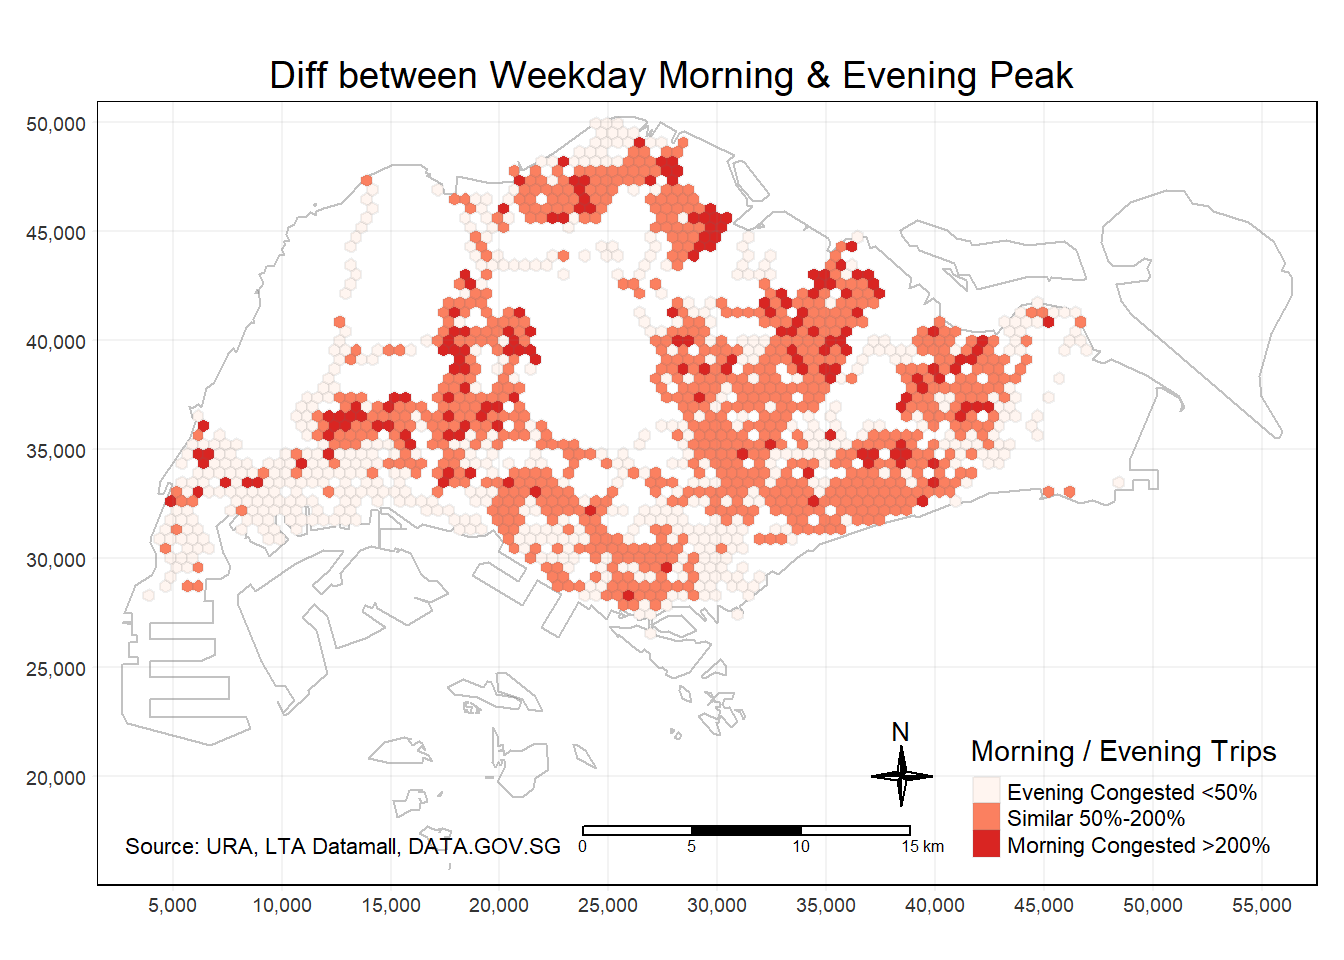 Diff between Weekday Morning & Evening Peak
50,000
45,000
40,000
35,000
30,000
25,000
20,000
N
Morning / Evening Trips
Evening Congested <50%
Similar 50%-200%
Morning Congested >200%
Source: URA, LTA Datamall, DATA.GOV.SG
0 5 10 15 km
5,000 10,000 15,000 20,000 25,000 30,000 35,000 40,000 45,000 50,000 55,000